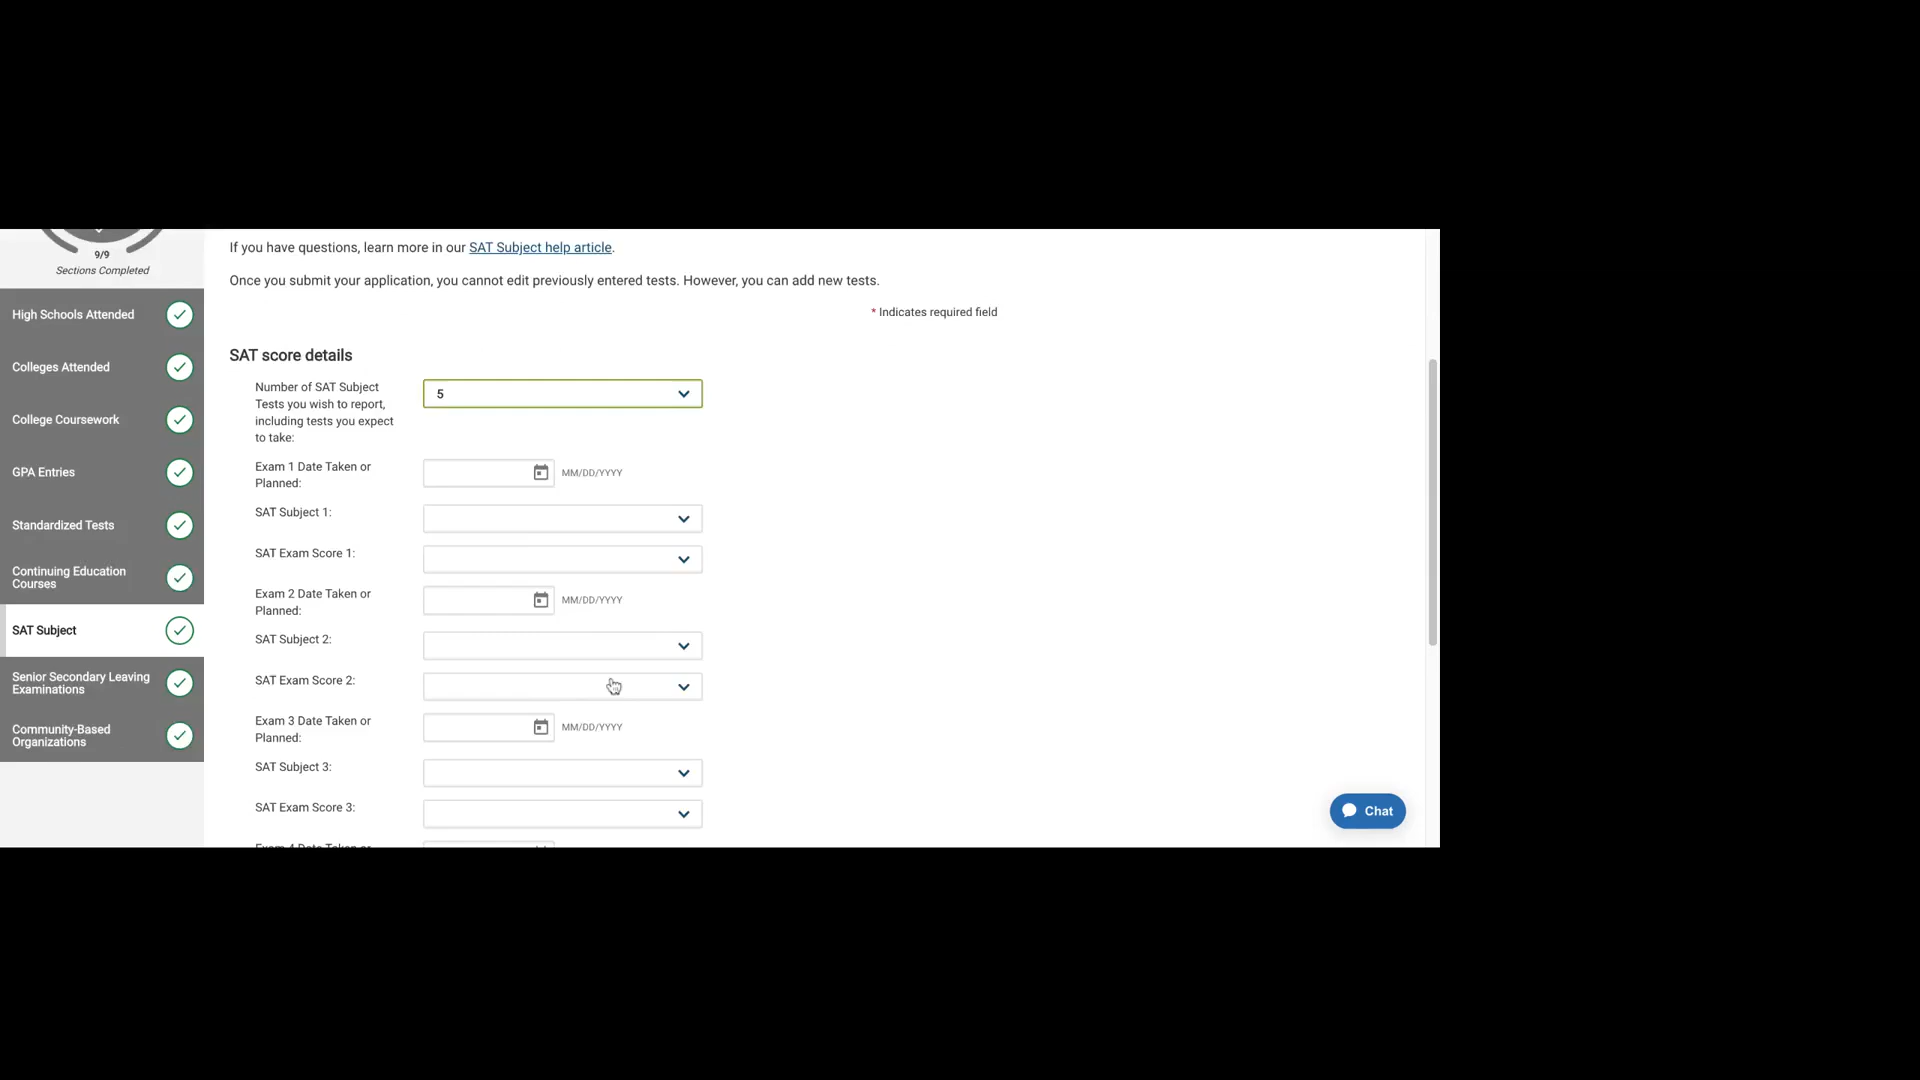 9/9
Sections Completed
High Schools Attended
Colleges Attended
College Coursework
GPA Entries
Standardized Tests
Continuing Education
Courses
SAT Subject
Senior Secondary Leaving
Examinations
Community-Based
Organizations
If you have questions, learn more in our SAT Subject help article.
Once you submit your application, you cannot edit previously entered tests. However, you can add new tests.
* Indicates required field
SAT score details
Number of SAT Subject
Tests you wish to report,
including tests you expect
to take:
5
Exam 1 Date Taken or
Planned:
MM/DD/YYYY
SAT Subject 1:
SAT Exam Score 1:
Exam 2 Date Taken or
Planned:
MM/DD/YYYY
SAT Subject 2:
SAT Exam Score 2:
Exam 3 Date Taken or
Planned:
MM/DD/YYYY
SAT Subject 3:
SAT Exam Score 3:
Exam 4 Date Taken or
Chat